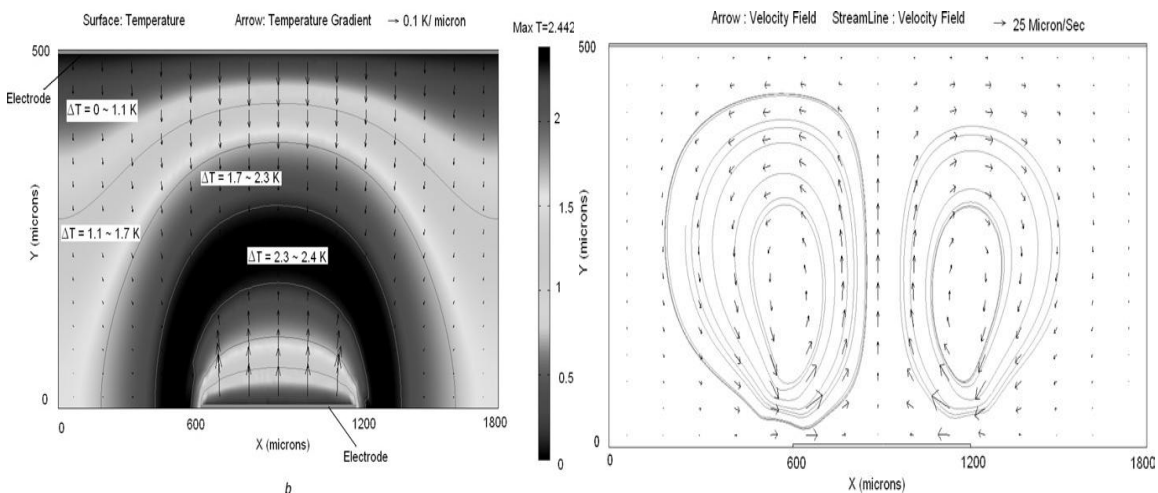 Surface: Temperature Arrow: Temperature Gradient → 0.1 K/ micron
Max T=2.442
500
Electrode
ΔT = 0 ~ 1.1 K
ΔT = 1.7 ~ 2.3 K
ΔT = 1.1 ~ 1.7 K
ΔT = 2.3 ~ 2.4 K
Y (microns)
0
0 600 1200 1800
X (microns)
Electrode
b
2
1.5
1
0.5
0
Arrow : Velocity Field StreamLine : Velocity Field → 25 Micron/Sec
500
Y (microns)
0
0 600 1200 1800
X (microns)